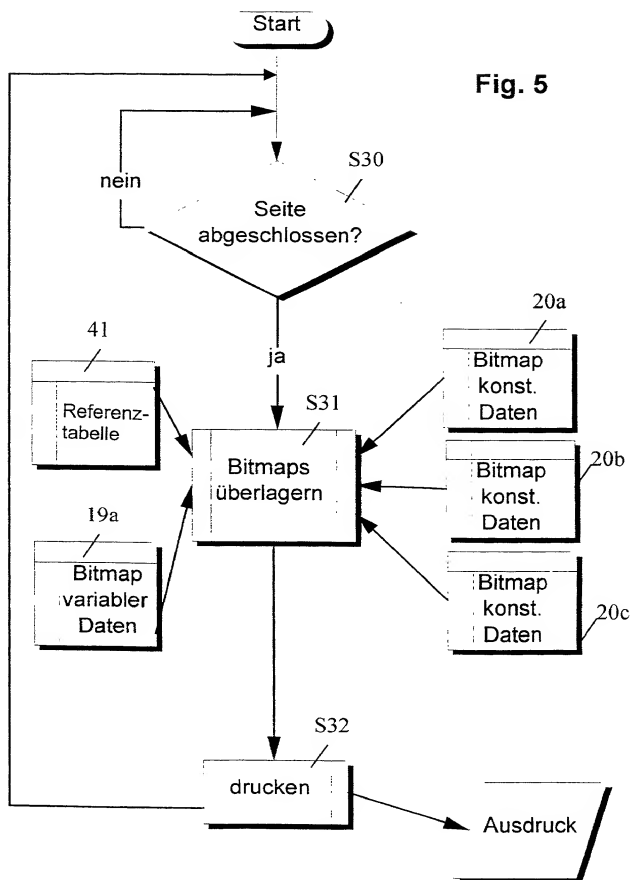 Start
Fig. 5
S30
nein
Seite
abgeschlossen?
ja
41
Referenz-
tabelle
S31
Bitmaps
überlagern
20a
Bitmap
konst.
Daten
20b
Bitmap
konst.
Daten
19a
Bitmap
variabler
Daten
20c
Bitmap
konst.
Daten
S32
drucken
Ausdruck